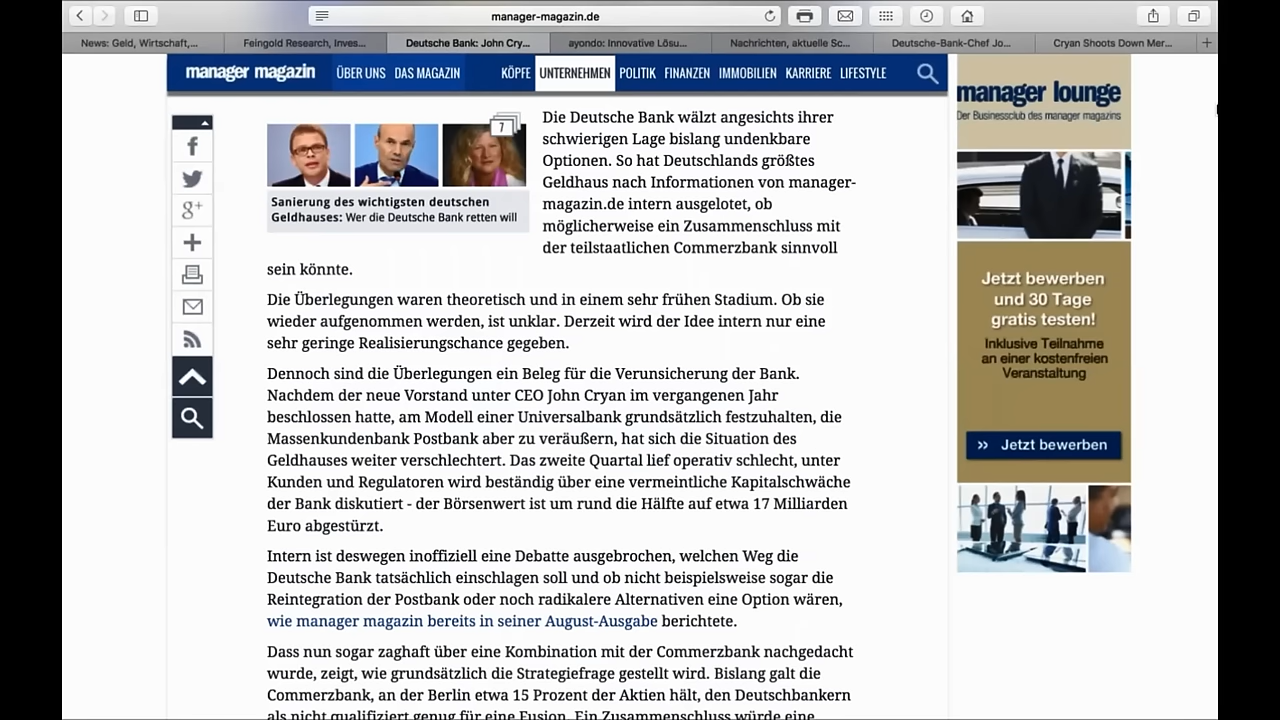 manager-magazin.de
News: Geld, Wirtschaft,...
Feingold Research, Inves...
Deutsche Bank: John Cry...
ayondo: Innovative Lösu...
Nachrichten, aktuelle Sc...
Deutsche-Bank-Chef Jo...
Cryan Shoots Down Mer...
manager magazin
ÜBER UNS
DAS MAGAZIN
KÖPFE
UNTERNEHMEN
POLITIK
FINANZEN
IMMOBILIEN
KARRIERE
LIFESTYLE
7
Sanierung des wichtigsten deutschen
Geldhauses: Wer die Deutsche Bank retten will
Die Deutsche Bank wälzt angesichts ihrer
schwierigen Lage bislang undenkbare
Optionen. So hat Deutschlands größtes
Geldhaus nach Informationen von manager-
magazin.de intern ausgelotet, ob
möglicherweise ein Zusammenschluss mit
der teilstaatlichen Commerzbank sinnvoll
sein könnte.
Die Überlegungen waren theoretisch und in einem sehr frühen Stadium. Ob sie
wieder aufgenommen werden, ist unklar. Derzeit wird der Idee intern nur eine
sehr geringe Realisierungschance gegeben.
Dennoch sind die Überlegungen ein Beleg für die Verunsicherung der Bank.
Nachdem der neue Vorstand unter CEO John Cryan im vergangenen Jahr
beschlossen hatte, am Modell einer Universalbank grundsätzlich festzuhalten, die
Massenkundenbank Postbank aber zu veräußern, hat sich die Situation des
Geldhauses weiter verschlechtert. Das zweite Quartal lief operativ schlecht, unter
Kunden und Regulatoren wird beständig über eine vermeintliche Kapitalschwäche
der Bank diskutiert - der Börsenwert ist um rund die Hälfte auf etwa 17 Milliarden
Euro abgestürzt.
Intern ist deswegen inoffiziell eine Debatte ausgebrochen, welchen Weg die
Deutsche Bank tatsächlich einschlagen soll und ob nicht beispielsweise sogar die
Reintegration der Postbank oder noch radikalere Alternativen eine Option wären,
wie manager magazin bereits in seiner August-Ausgabe berichtete.
Dass nun sogar zaghaft über eine Kombination mit der Commerzbank nachgedacht
wurde, zeigt, wie grundsätzlich die Strategiefrage gestellt wird. Bislang galt die
Commerzbank, an der Berlin etwa 15 Prozent der Aktien hält, den Deutschbankern
als nicht qualifiziert genug für eine Fusion. Ein Zusammenschluss würde eine
manager lounge
Der Businessclub des manager magazins
Jetzt bewerben
und 30 Tage
gratis testen!
Inklusive Teilnahme
an einer kostenfreien
Veranstaltung
» Jetzt bewerben